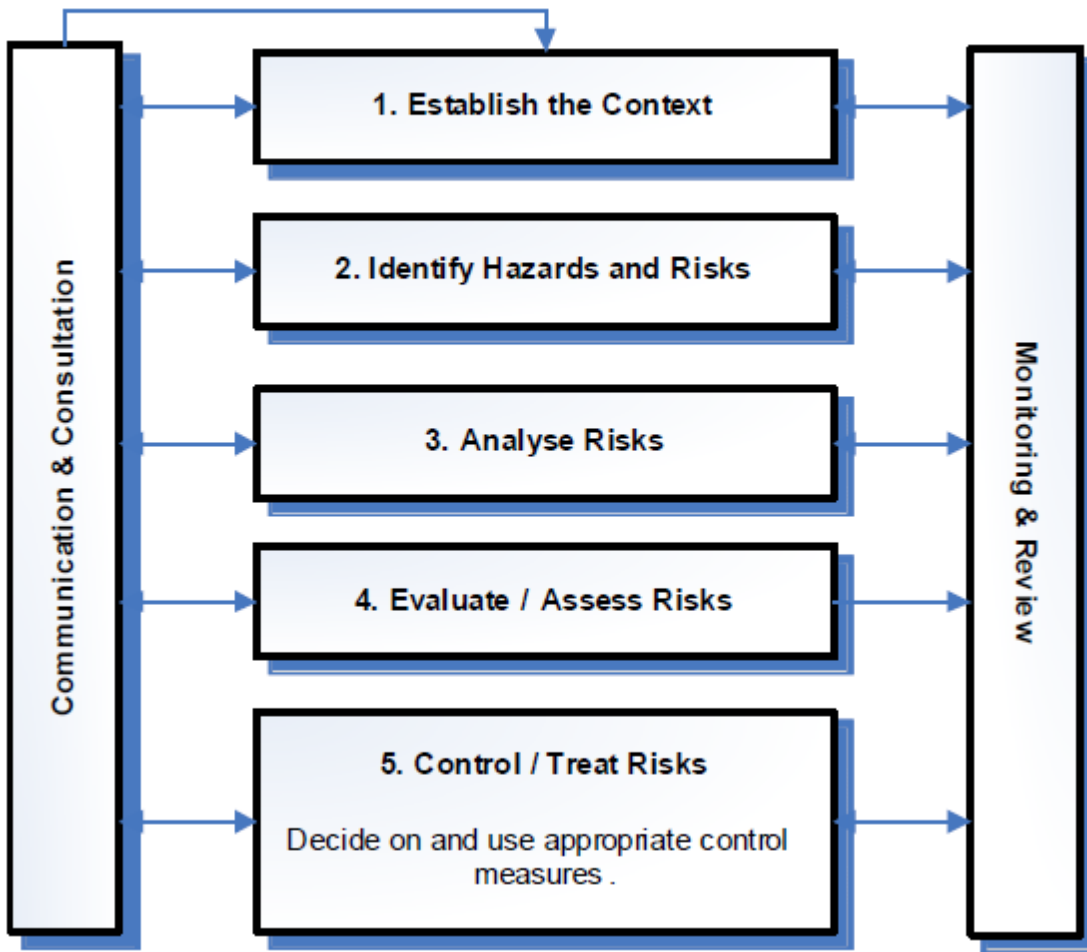 Communication & Consultation
1. Establish the Context
2. Identify Hazards and Risks
3. Analyse Risks
4. Evaluate / Assess Risks
5. Control / Treat Risks
Decide on and use appropriate control
measures .
Monitoring & Review